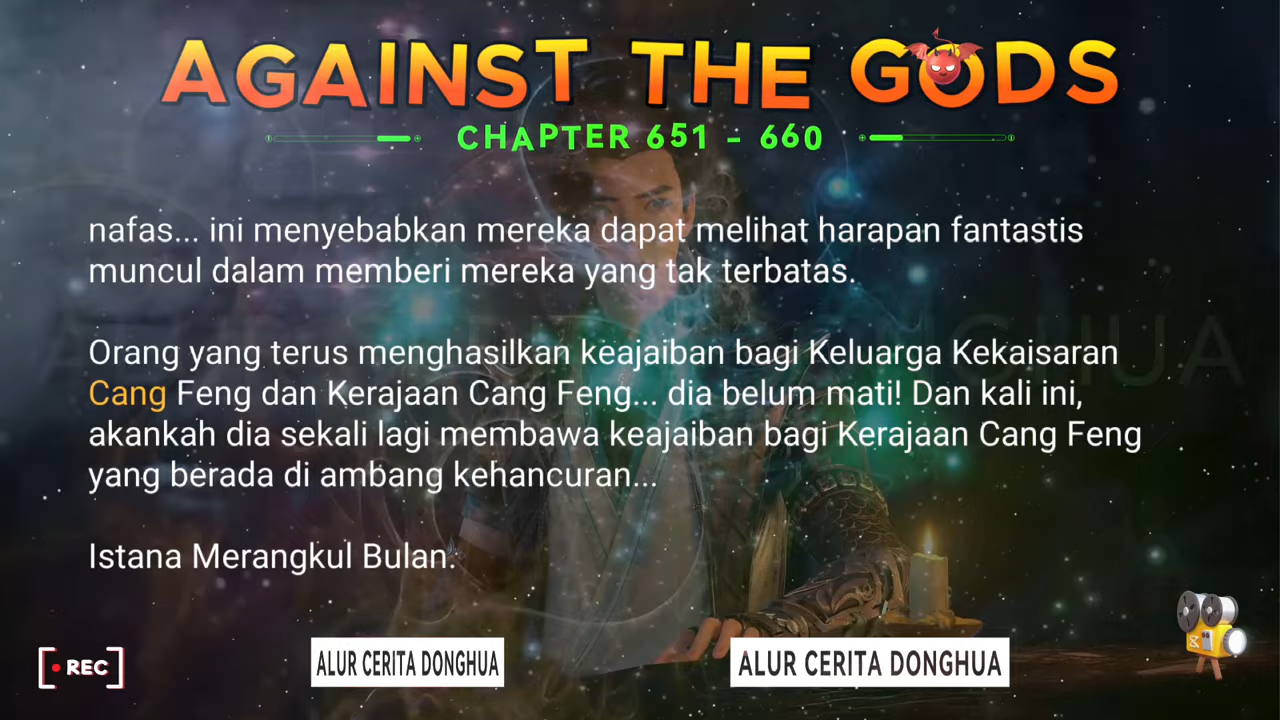 AGAINST THE GODS
CHAPTER 651 - 660
nafas... ini menyebabkan mereka dapat melihat harapan fantastis
muncul dalam memberi mereka yang tak terbatas.
Orang yang terus menghasilkan keajaiban bagi Keluarga Kekaisaran
Cang Feng dan Kerajaan Cang Feng... dia belum mati! Dan kali ini,
akankah dia sekali lagi membawa keajaiban bagi Kerajaan Cang Feng
yang berada di ambang kehancuran...
Istana Merangkul Bulan.
REC
ALUR CERITA DONGHUA
ALUR CERITA DONGHUA